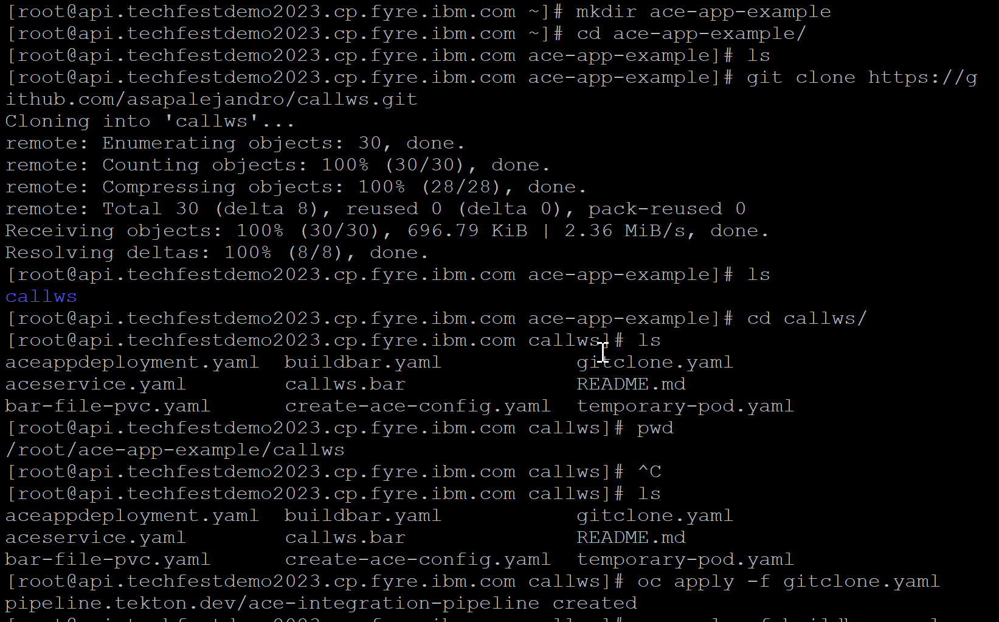 [root@api.techfestdemo2023.cp.fyre.ibm.com ~]# mkdir ace-app-example
[root@api.techfestdemo2023.cp.fyre.ibm.com ~]# cd ace-app-example/
[root@api.techfestdemo2023.cp.fyre.ibm.com ace-app-example]# ls
[root@api.techfestdemo2023.cp.fyre.ibm.com ace-app-example]# git clone https://g
ithub.com/asapalejandro/callws.git
Cloning into 'callws'...
remote: Enumerating objects: 30, done.
remote: Counting objects: 100% (30/30), done.
remote: Compressing objects: 100% (28/28), done.
remote: Total 30 (delta 8), reused 0 (delta 0), pack-reused 0
Receiving objects: 100% (30/30), 696.79 KiB | 2.36 MiB/s, done.
Resolving deltas: 100% (8/8), done.
[root@api.techfestdemo2023.cp.fyre.ibm.com ace-app-example]# ls
callws
[root@api.techfestdemo2023.cp.fyre.ibm.com ace-app-example]# cd callws/
[root@api.techfestdemo2023.cp.fyre.ibm.com callws]# ls
aceappdeployment.yaml  buildbar.yaml           gitclone.yaml
aceservice.yaml        callws.bar              README.md
bar-file-pvc.yaml      create-ace-config.yaml  temporary-pod.yaml
[root@api.techfestdemo2023.cp.fyre.ibm.com callws]# pwd
/root/ace-app-example/callws
[root@api.techfestdemo2023.cp.fyre.ibm.com callws]# ^C
[root@api.techfestdemo2023.cp.fyre.ibm.com callws]# ls
aceappdeployment.yaml  buildbar.yaml           gitclone.yaml
aceservice.yaml        callws.bar              README.md
bar-file-pvc.yaml      create-ace-config.yaml  temporary-pod.yaml
[root@api.techfestdemo2023.cp.fyre.ibm.com callws]# oc apply -f gitclone.yaml
pipeline.tekton.dev/ace-integration-pipeline created